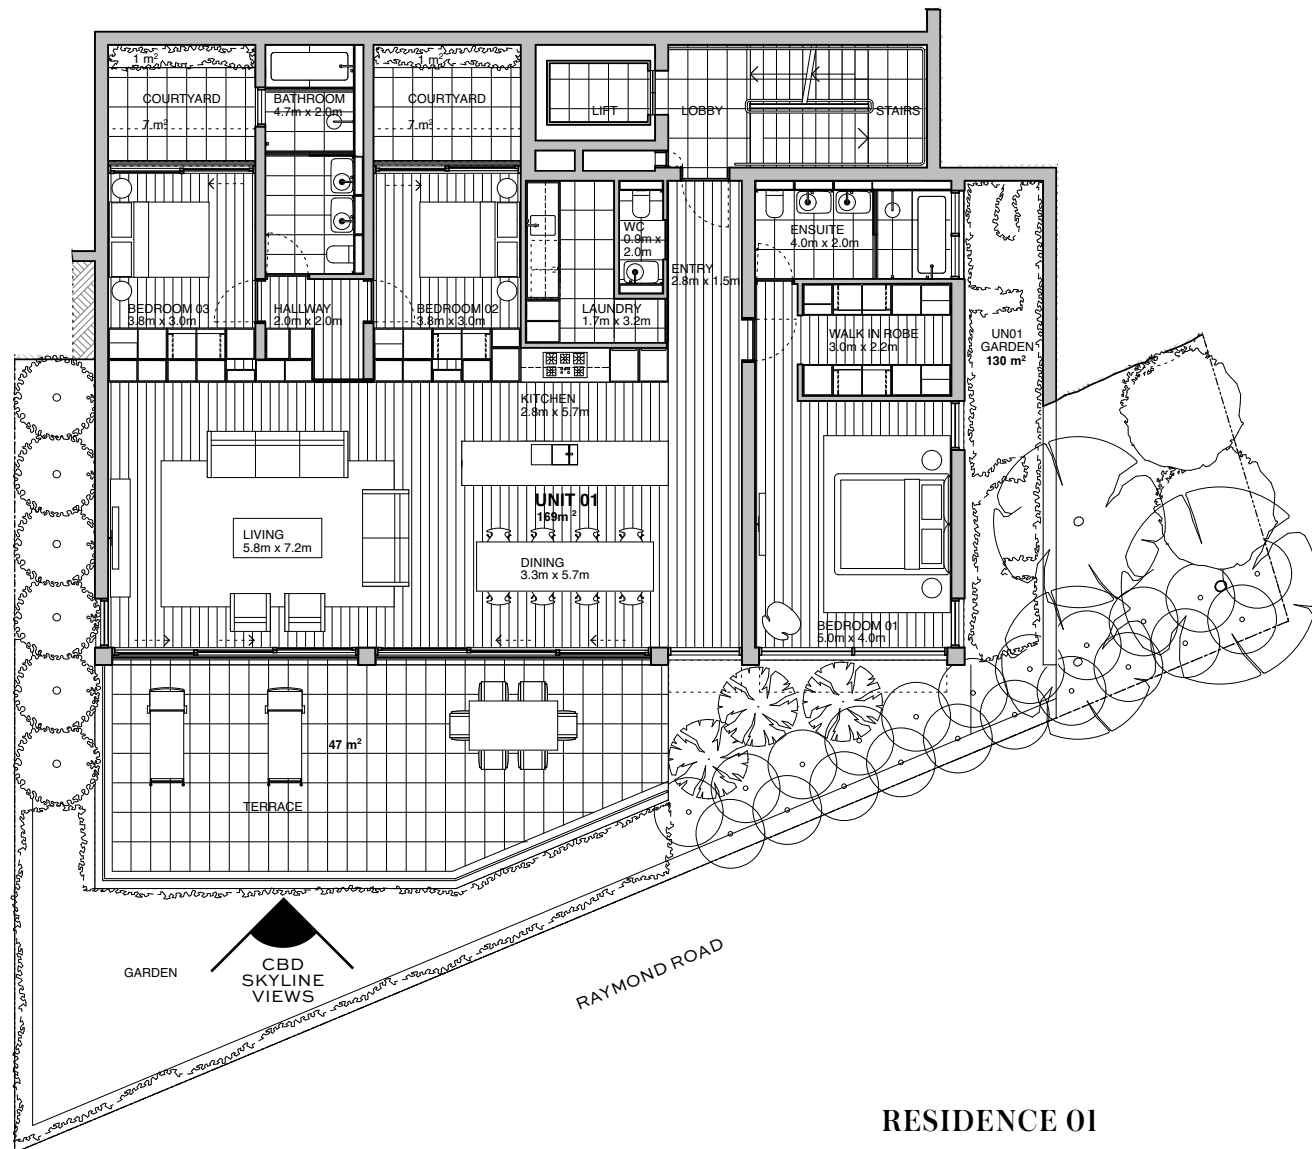 1 m²
COURTYARD
7 m²
BATHROOM
4.7m x 2.0m
1 m²
COURTYARD
7 m²
LIFT
LOBBY
STAIRS
WC
0.9m x
2.0m
ENSUITE
4.0m x 2.0m
ENTRY
2.8m x 1.5m
BEDROOM 03
3.8m x 3.0m
HALLWAY
2.0m x 2.0m
BEDROOM 02
3.8m x 3.0m
LAUNDRY
1.7m x 3.2m
WALK IN ROBE
3.0m x 2.2m
UN01
GARDEN
130 m²
KITCHEN
2.8m x 5.7m
UNIT 01
169m²
LIVING
5.8m x 7.2m
DINING
3.3m x 5.7m
BEDROOM 01
5.0m x 4.0m
47 m²
TERRACE
GARDEN
CBD
SKYLINE
VIEWS
RAYMOND ROAD
RESIDENCE 01